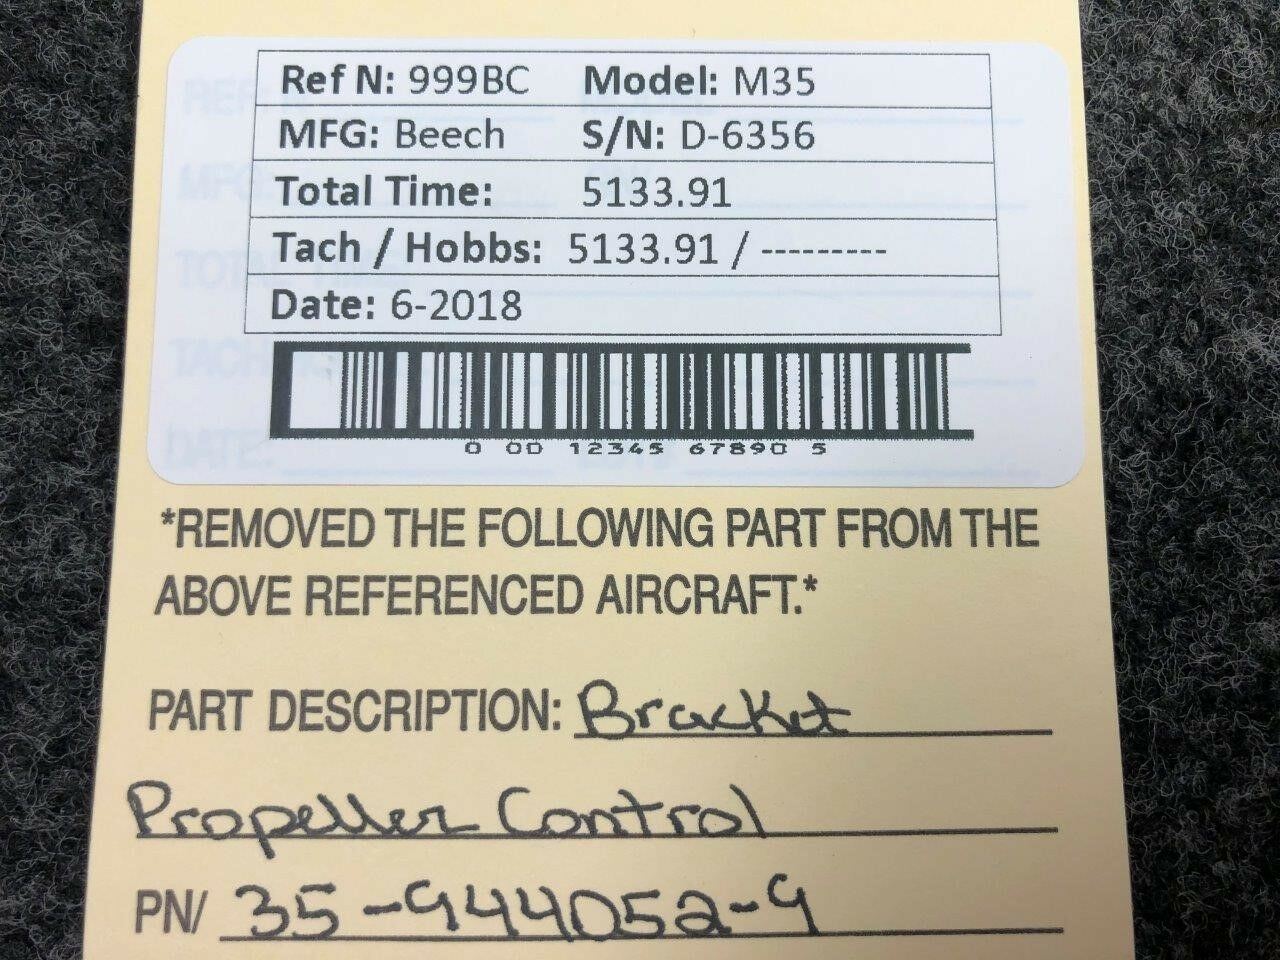 Ref N: 999BC Model: M35
MFG: Beech S/N: D-6356
Total Time: 5133.91
Tach / Hobbs: 5133.91 / ---------
Date: 6-2018
0 00 12345 67890 5
*REMOVED THE FOLLOWING PART FROM THE
ABOVE REFERENCED AIRCRAFT.*
PART DESCRIPTION: Bracket
Propeller Control
PN/ 35-944052-9